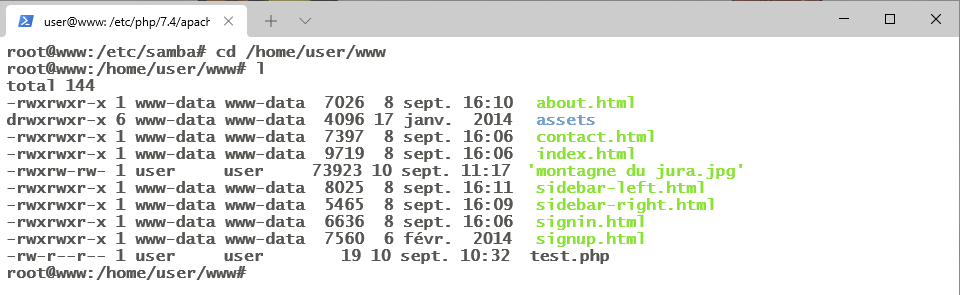 user@www: /etc/php/7.4/apach
root@www:/etc/samba# cd /home/user/www
root@www:/home/user/www# l
total 144
-rwxrwxr-x 1 www-data www-data  7026  8 sept. 16:10  about.html
drwxrwxr-x 6 www-data www-data  4096 17 janv.  2014  assets
-rwxrwxr-x 1 www-data www-data  7397  8 sept. 16:06  contact.html
-rwxrwxr-x 1 www-data www-data  9719  8 sept. 16:06  index.html
-rwxrw-rw- 1 user     user     73923 10 sept. 11:17 'montagne du jura.jpg'
-rwxrwxr-x 1 www-data www-data  8025  8 sept. 16:11  sidebar-left.html
-rwxrwxr-x 1 www-data www-data  5465  8 sept. 16:09  sidebar-right.html
-rwxrwxr-x 1 www-data www-data  6636  8 sept. 16:06  signin.html
-rwxrwxr-x 1 www-data www-data  7560  6 févr.  2014  signup.html
-rw-r--r-- 1 user     user        19 10 sept. 10:32  test.php
root@www:/home/user/www#